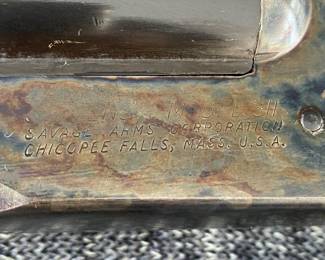 SAVAGE ARMS CORPORATION
CHICOPEE FALLS, MASS. U.S.A.